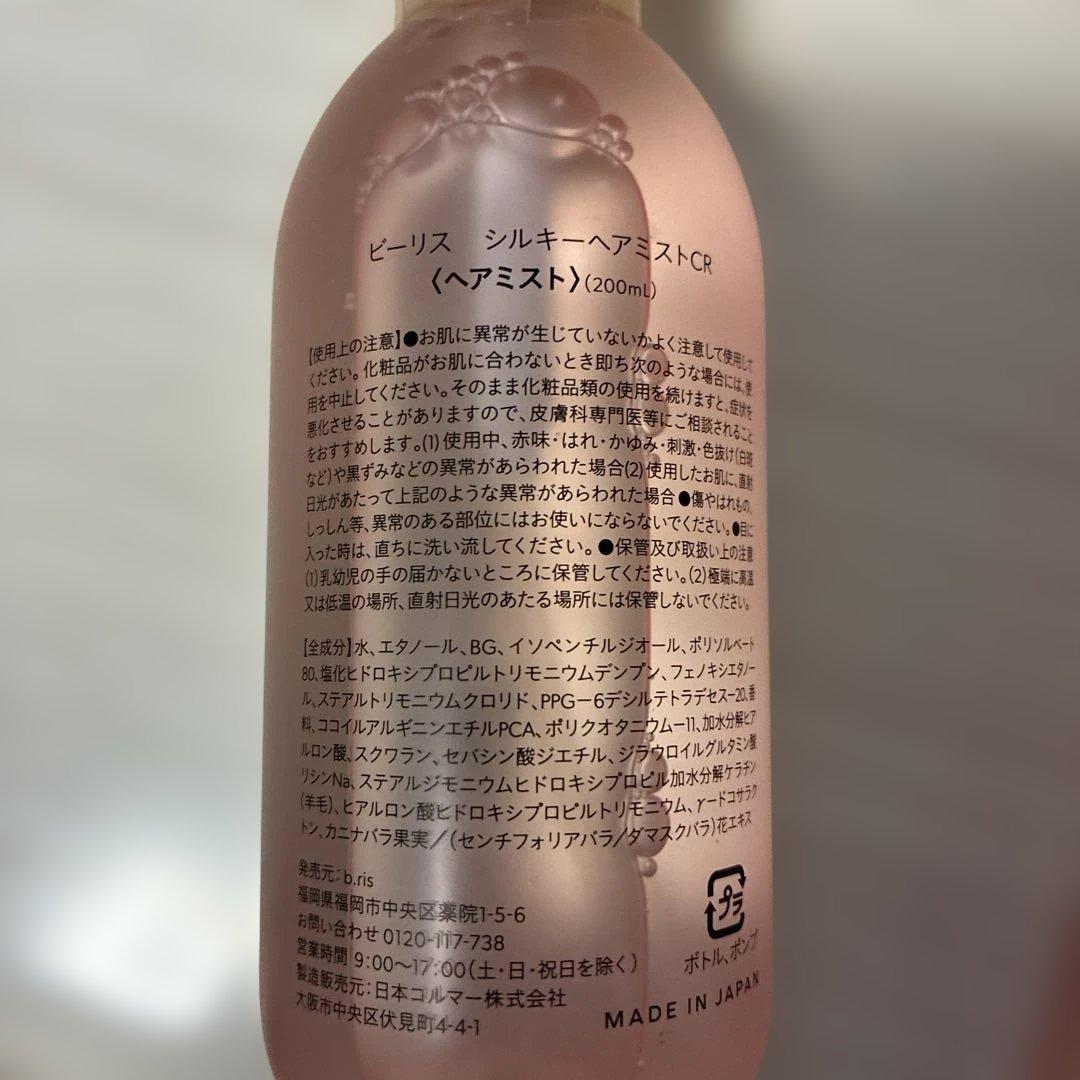 ビーリス　シルキーヘアミストCR
〈ヘアミスト〉(200mL)
【使用上の注意】●お肌に異常が生じていないかよく注意して使用して
ください。化粧品がお肌に合わないとき即ち次のような場合には、使
用を中止してください。そのまま化粧品類の使用を続けますと、症状を
悪化させることがありますので、皮膚科専門医等にご相談されること
をおすすめします。(1)使用中、赤味・はれ・かゆみ・刺激・色抜け(白斑
など)や黒ずみなどの異常があらわれた場合(2)使用したお肌に、直射
日光があたって上記のような異常があらわれた場合●傷やはれもの、
しっしん等、異常のある部位にはお使いにならないでください。●目に
入った時は、直ちに洗い流してください。●保管及び取扱い上の注意
(1)乳幼児の手の届かないところに保管してください。(2)極端に高温
又は低温の場所、直射日光のあたる場所には保管しないでください。
【全成分】水、エタノール、BG、イソペンチルジオール、ポリソルベート
80、塩化ヒドロキシプロピルトリモニウムデンプン、フェノキシエタノー
ル、ステアルトリモニウムクロリド、PPG－6デシルテトラデセス－20、香
料、ココイルアルギニンエチルPCA、ポリクオタニウム－11、加水分解ヒア
ルロン酸、スクワラン、セバシン酸ジエチル、ジラウロイルグルタミン酸
リシンNa、ステアルジモニウムヒドロキシプロピル加水分解ケラチン
(羊毛)、ヒアルロン酸ヒドロキシプロピルトリモニウム、γードコサラク
トン、カニナバラ果実／(センチフォリアバラ／ダマスクバラ)花エキス
発売元：b.ris
福岡県福岡市中央区薬院1-5-6
お問い合わせ 0120-117-738
営業時間 9:00〜17:00(土・日・祝日を除く)
製造販売元：日本コルマー株式会社
大阪市中央区伏見町4-4-1
プラ
ボトル、ポンプ
MADE IN JAPAN